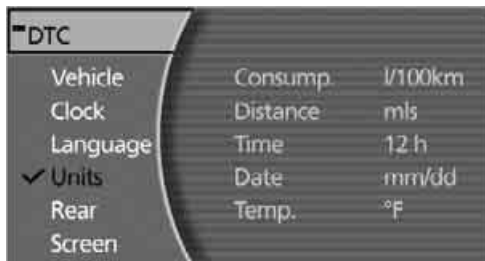 DTC
Vehicle Consump. l/100km
Clock Distance mls
Language Time 12 h
Units Date mm/dd
Rear Temp. °F
Screen